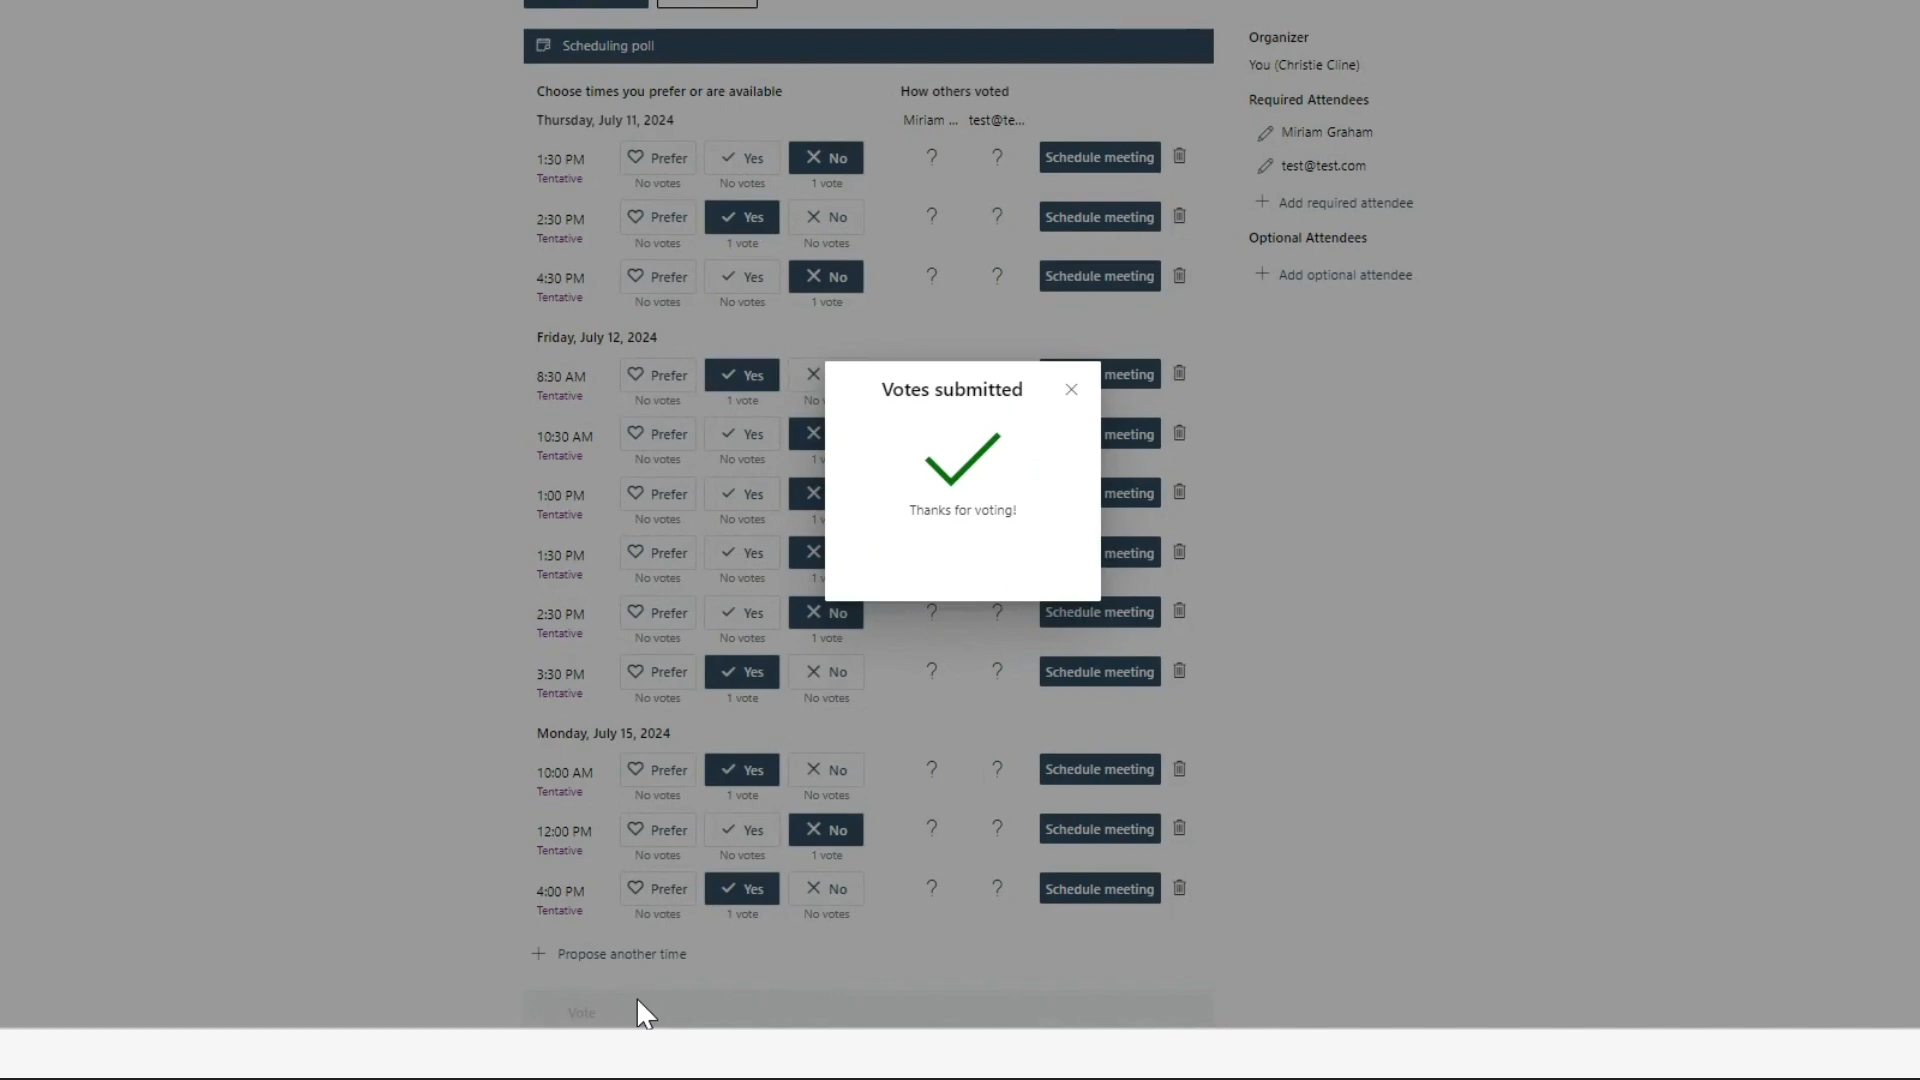 Scheduling poll
Organizer
You (Christie Cline)
Choose times you prefer or are available
How others voted
Required Attendees
Thursday, July 11, 2024
Miriam ... test@te...
Miriam Graham
test@test.com
Add required attendee
Optional Attendees
Add optional attendee
1:30 PM Prefer Yes No ? ? Schedule meeting
Tentative No votes No votes 1 vote
2:30 PM Prefer Yes No ? ? Schedule meeting
Tentative No votes 1 vote No votes
4:30 PM Prefer Yes No ? ? Schedule meeting
Tentative No votes No votes 1 vote
Friday, July 12, 2024
8:30 AM Prefer Yes meeting
Tentative No votes 1 vote No
10:30 AM Prefer Yes meeting
Tentative No votes No votes 1
1:00 PM Prefer Yes meeting
Tentative No votes No votes 1
1:30 PM Prefer Yes meeting
Tentative No votes No votes 1
Votes submitted
Thanks for voting!
2:30 PM Prefer Yes No ? ? Schedule meeting
Tentative No votes No votes 1 vote
3:30 PM Prefer Yes No ? ? Schedule meeting
Tentative No votes 1 vote No votes
Monday, July 15, 2024
10:00 AM Prefer Yes No ? ? Schedule meeting
Tentative No votes 1 vote No votes
12:00 PM Prefer Yes No ? ? Schedule meeting
Tentative No votes No votes 1 vote
4:00 PM Prefer Yes No ? ? Schedule meeting
Tentative No votes 1 vote No votes
Propose another time
Vote